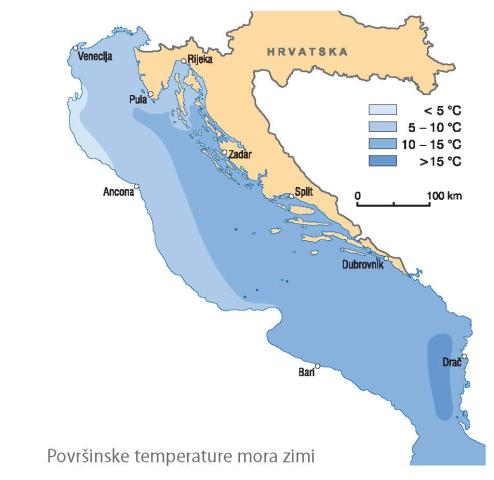 HRVATSKA
Venecija
Rijeka
Pula
Zadar
Ancona
Split
Dubrovnik
Bari
Drač
< 5 °C
5 – 10 °C
10 – 15 °C
>15 °C
0 100 km
Površinske temperature mora zimi